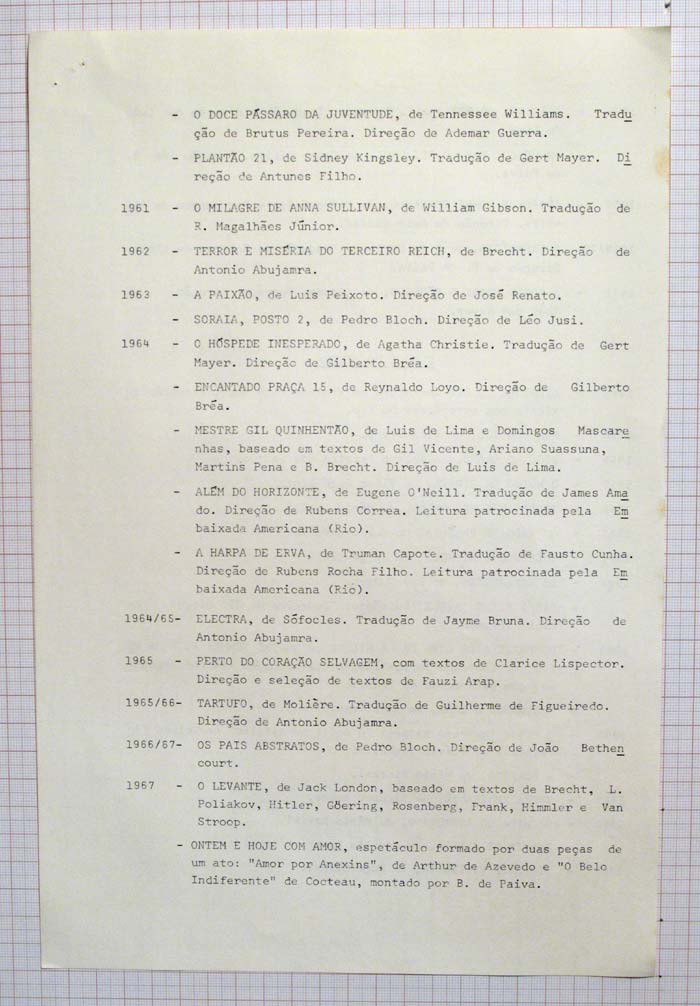 - O DOCE PÁSSARO DA JUVENTUDE, de Tennessee Williams. Tradu
ção de Brutus Pereira. Direção de Ademar Guerra.
- PLANTÃO 21, de Sidney Kingsley. Tradução de Gert Mayer. Di
reção de Antunes Filho.
1961 - O MILAGRE DE ANNA SULLIVAN, de William Gibson. Tradução de
R. Magalhães Júnior.
1962 - TERROR E MISÉRIA DO TERCEIRO REICH, de Brecht. Direção de
Antonio Abujamra.
1963 - A PAIXÃO, de Luis Peixoto. Direção de José Renato.
- SORAIA, POSTO 2, de Pedro Bloch. Direção de Léo Jusi.
1964 - O HÓSPEDE INESPERADO, de Agatha Christie. Tradução de Gert
Mayer. Direção de Gilberto Bréa.
- ENCANTADO PRAÇA 15, de Reynaldo Loyo. Direção de Gilberto
Bréa.
- MESTRE GIL QUINHENTÃO, de Luis de Lima e Domingos Mascare
nhas, baseado em textos de Gil Vicente, Ariano Suassuna,
Martins Pena e B. Brecht. Direção de Luis de Lima.
- ALÉM DO HORIZONTE, de Eugene O'Neill. Tradução de James Ama
do. Direção de Rubens Correa. Leitura patrocinada pela Em
baixada Americana (Rio).
- A HARPA DE ERVA, de Truman Capote. Tradução de Fausto Cunha.
Direção de Rubens Rocha Filho. Leitura patrocinada pela Em
baixada Americana (Rio).
1964/65- ELECTRA, de Sófocles. Tradução de Jayme Bruna. Direção de
Antonio Abujamra.
1965 - PERTO DO CORAÇÃO SELVAGEM, com textos de Clarice Lispector.
Direção e seleção de textos de Fauzi Arap.
1965/66- TARTUFO, de Molière. Tradução de Guilherme de Figueiredo.
Direção de Antonio Abujamra.
1966/67- OS PAIS ABSTRATOS, de Pedro Bloch. Direção de João Bethen
court.
1967 - O LEVANTE, de Jack London, baseado em textos de Brecht, L.
Poliakov, Hitler, Göering, Rosenberg, Frank, Himmler e Van
Stroop.
- ONTEM E HOJE COM AMOR, espetáculo formado por duas peças de
um ato: "Amor por Anexins", de Arthur de Azevedo e "O Belo
Indiferente" de Cocteau, montado por B. de Paiva.